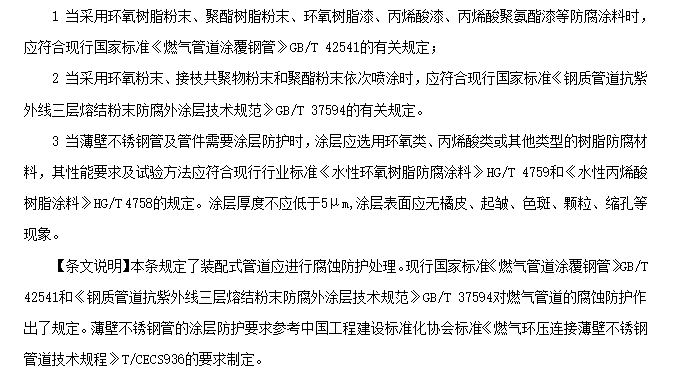 1 当采用环氧树脂粉末、聚酯树脂粉末、环氧树脂漆、丙烯酸漆、丙烯酸聚氨酯漆等防腐涂料时，
应符合现行国家标准《燃气管道涂覆钢管》GB/T 42541的有关规定；
2 当采用环氧粉末、接枝共聚物粉末和聚酯粉末依次喷涂时，应符合现行国家标准《钢质管道抗紫
外线三层熔结粉末防腐外涂层技术规范》GB/T 37594的有关规定。
3 当薄壁不锈钢管及管件需要涂层防护时，涂层应选用环氧类、丙烯酸类或其他类型的树脂防腐材
料，其性能要求及试验方法应符合现行行业标准《水性环氧树脂防腐涂料》HG/T 4759和《水性丙烯酸
树脂涂料》HG/T 4758的规定。涂层厚度不应低于5μm,涂层表面应无橘皮、起皱、色斑、颗粒、缩孔等
现象。
【条文说明】本条规定了装配式管道应进行腐蚀防护处理。现行国家标准《燃气管道涂覆钢管》GB/T
42541和《钢质管道抗紫外线三层熔结粉末防腐外涂层技术规范》GB/T 37594对燃气管道的腐蚀防护作
出了规定。薄壁不锈钢管的涂层防护要求参考中国工程建设标准化协会标准《燃气环压连接薄壁不锈钢
管道技术规程》T/CECS936的要求制定。